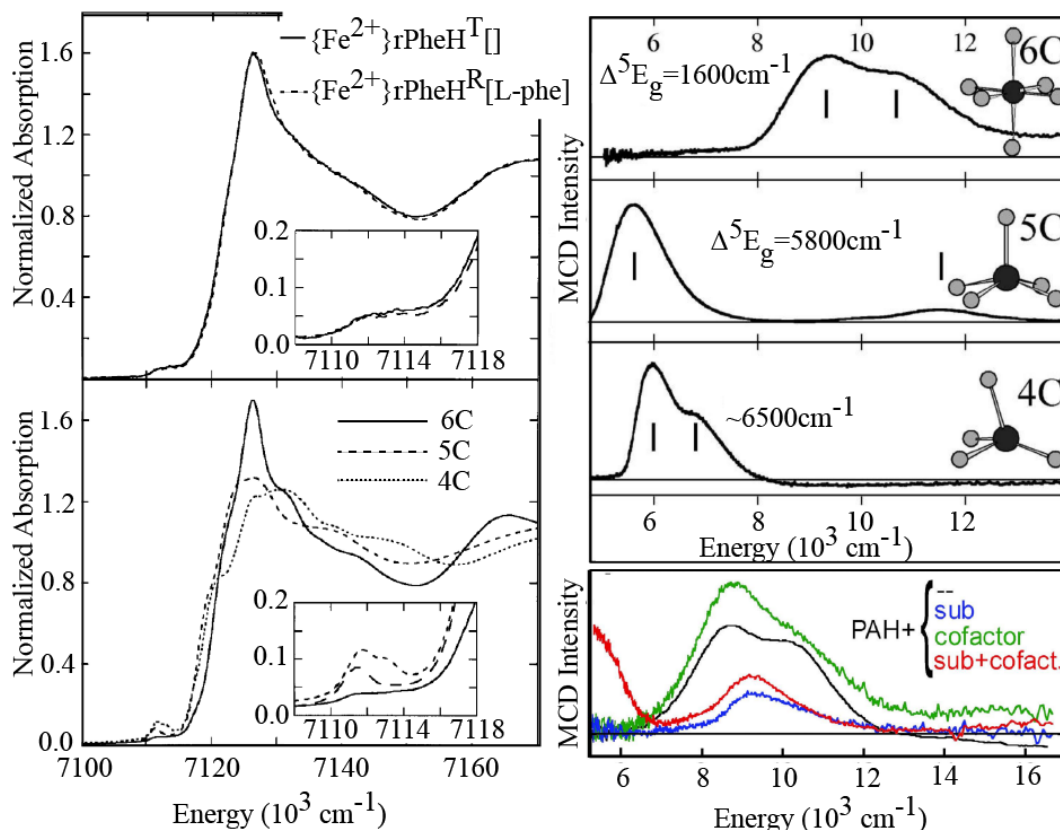 {Fe²⁺}rPheHᵀ[]
{Fe²⁺}rPheHᴿ[L-phe]
Normalized Absorption
1.6
1.2
0.8
0.4
0.2
0.1
0.0
7110 7114 7118
Normalized Absorption
1.6
1.2
0.8
0.4
0.0
6C
5C
4C
0.2
0.1
0.0
7110 7114 7118
7100 7120 7140 7160
Energy (10³ cm⁻¹)
MCD Intensity
6 8 10 12
Δ⁵E_g=1600cm⁻¹
6C
Δ⁵E_g=5800cm⁻¹
5C
~6500cm⁻¹
4C
6 8 10 12
Energy (10³ cm⁻¹)
MCD Intensity
PAH+
--
sub
cofactor
sub+cofact.
6 8 10 12 14 16
Energy (10³ cm⁻¹)